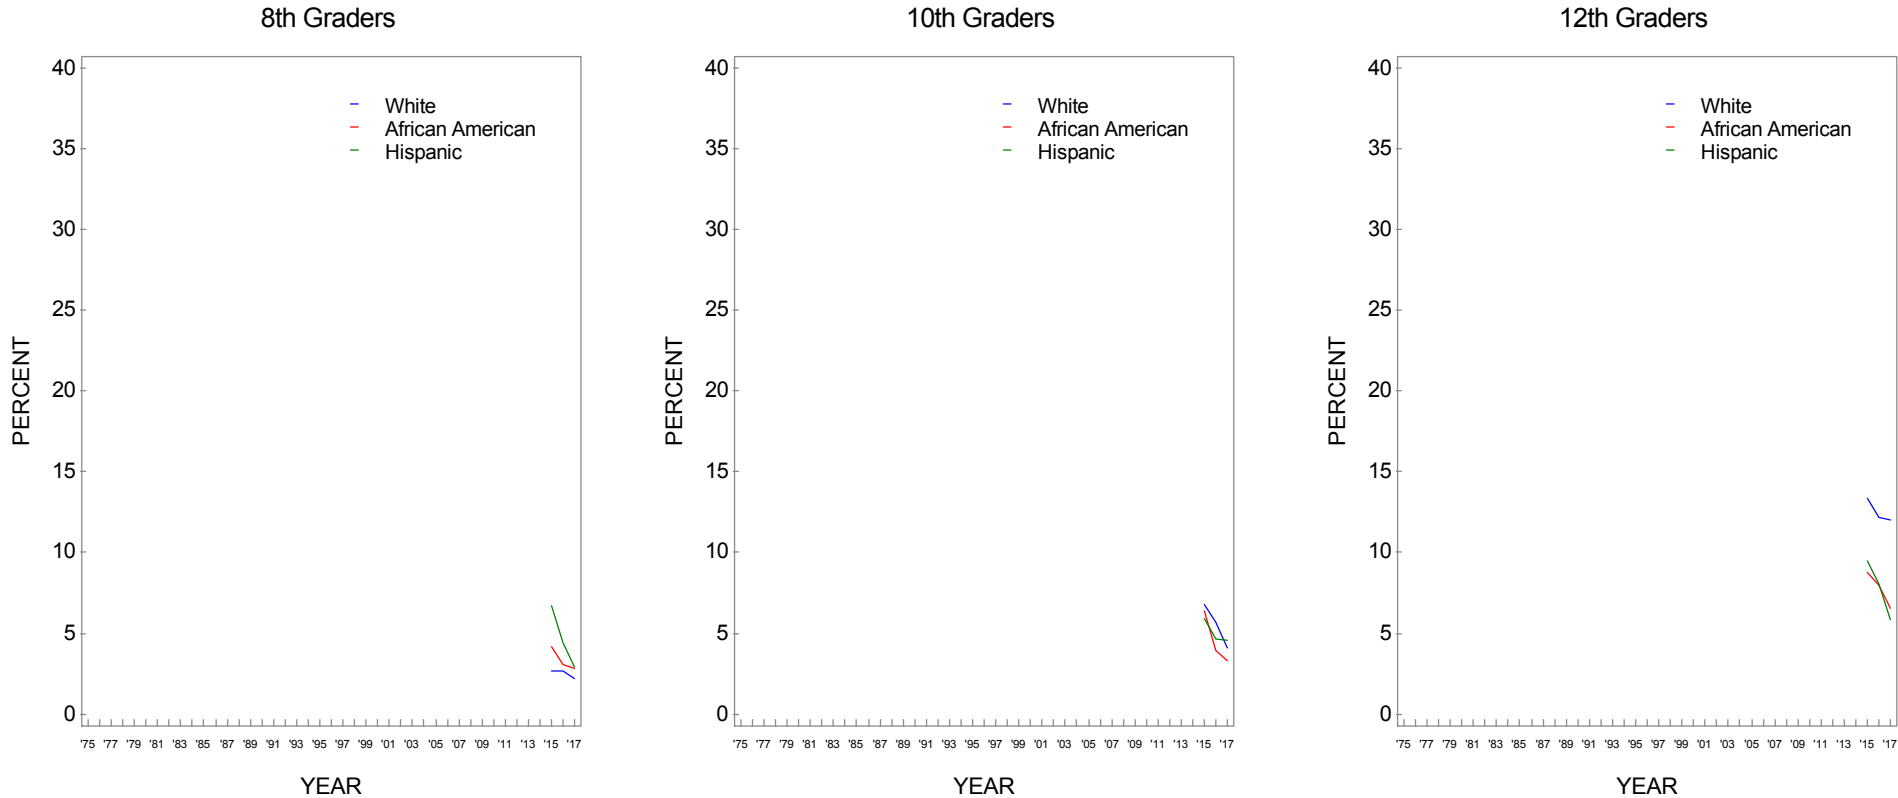 8th Graders
40
35
30
25
20
15
10
5
0
PERCENT
White
African American
Hispanic
'75 '77 '79 '81 '83 '85 '87 '89 '91 '93 '95 '97 '99 '01 '03 '05 '07 '09 '11 '13 '15 '17
YEAR
10th Graders
40
35
30
25
20
15
10
5
0
PERCENT
White
African American
Hispanic
'75 '77 '79 '81 '83 '85 '87 '89 '91 '93 '95 '97 '99 '01 '03 '05 '07 '09 '11 '13 '15 '17
YEAR
12th Graders
40
35
30
25
20
15
10
5
0
PERCENT
White
African American
Hispanic
'75 '77 '79 '81 '83 '85 '87 '89 '91 '93 '95 '97 '99 '01 '03 '05 '07 '09 '11 '13 '15 '17
YEAR